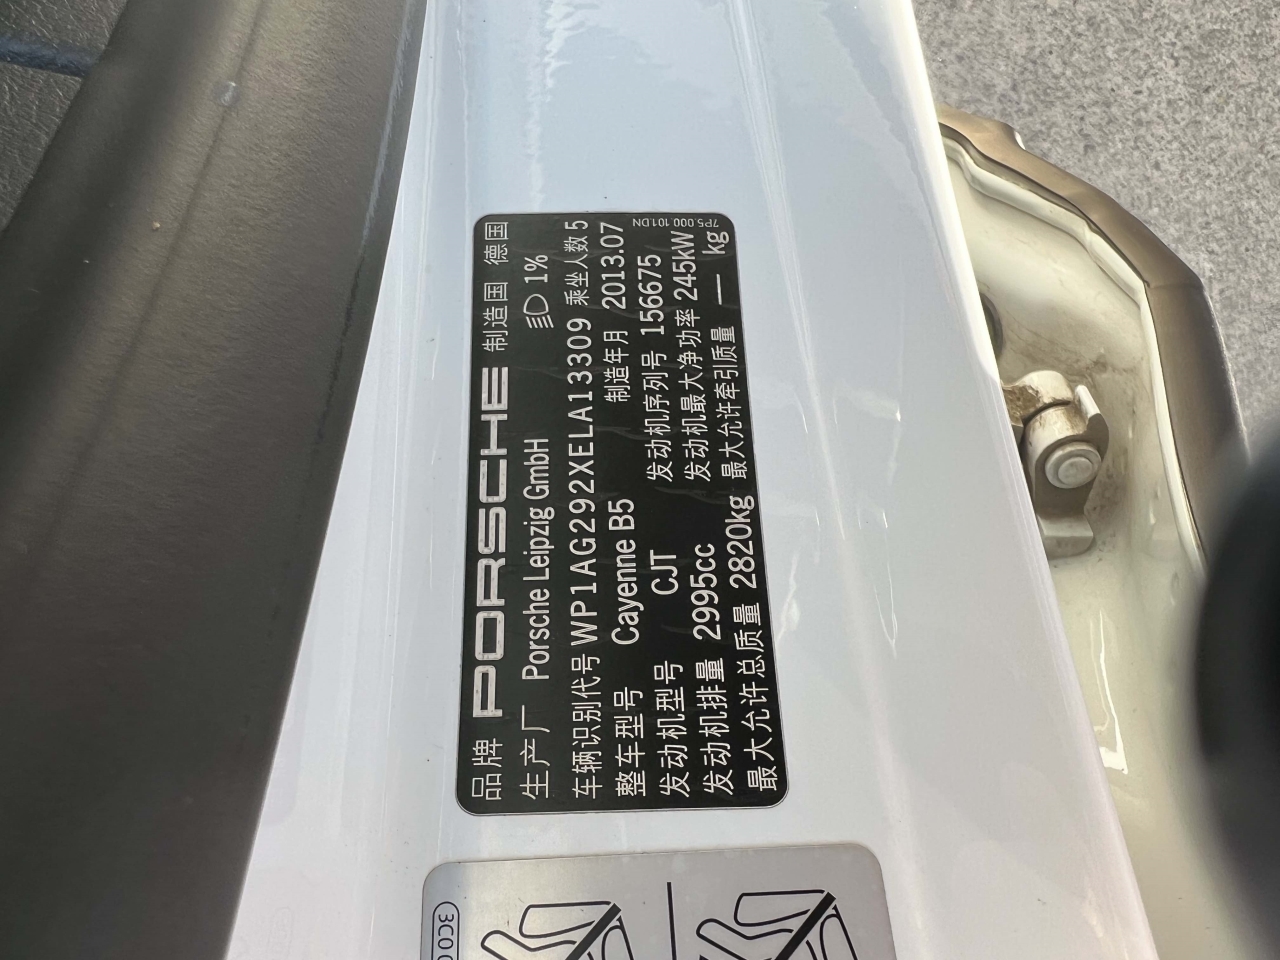 品牌 PORSCHE 制造国 德国
生产厂 Porsche Leipzig GmbH 1%
车辆识别代号 WP1AG292XELA13309 乘坐人数 5
整车型号 Cayenne B5 制造年月 2013.07
发动机型号 CJT 发动机序列号 156675
发动机排量 2995cc 发动机最大净功率 245kW
最大允许总质量 2820kg 最大允许牵引质量 — kg
7P5.000.101.DN
3C0